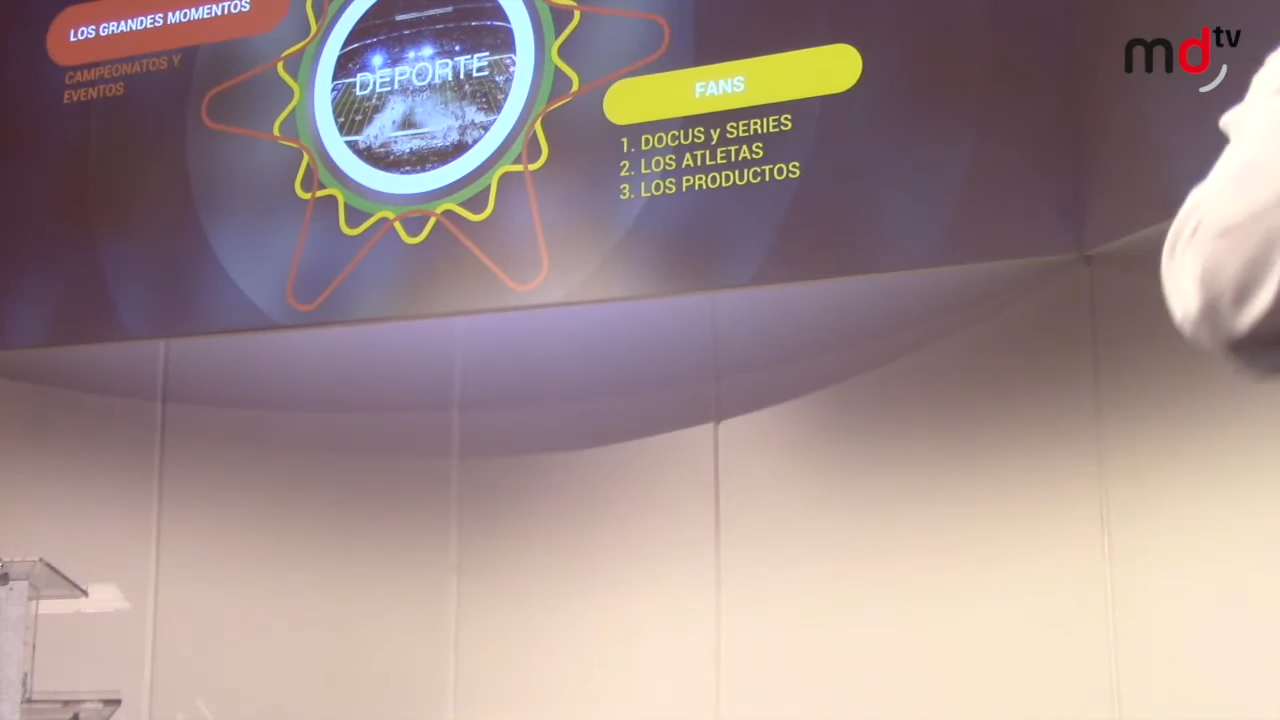 LOS GRANDES MOMENTOS
CAMPEONATOS Y
EVENTOS
DEPORTE
FANS
1. DOCUS y SERIES
2. LOS ATLETAS
3. LOS PRODUCTOS
mdtv